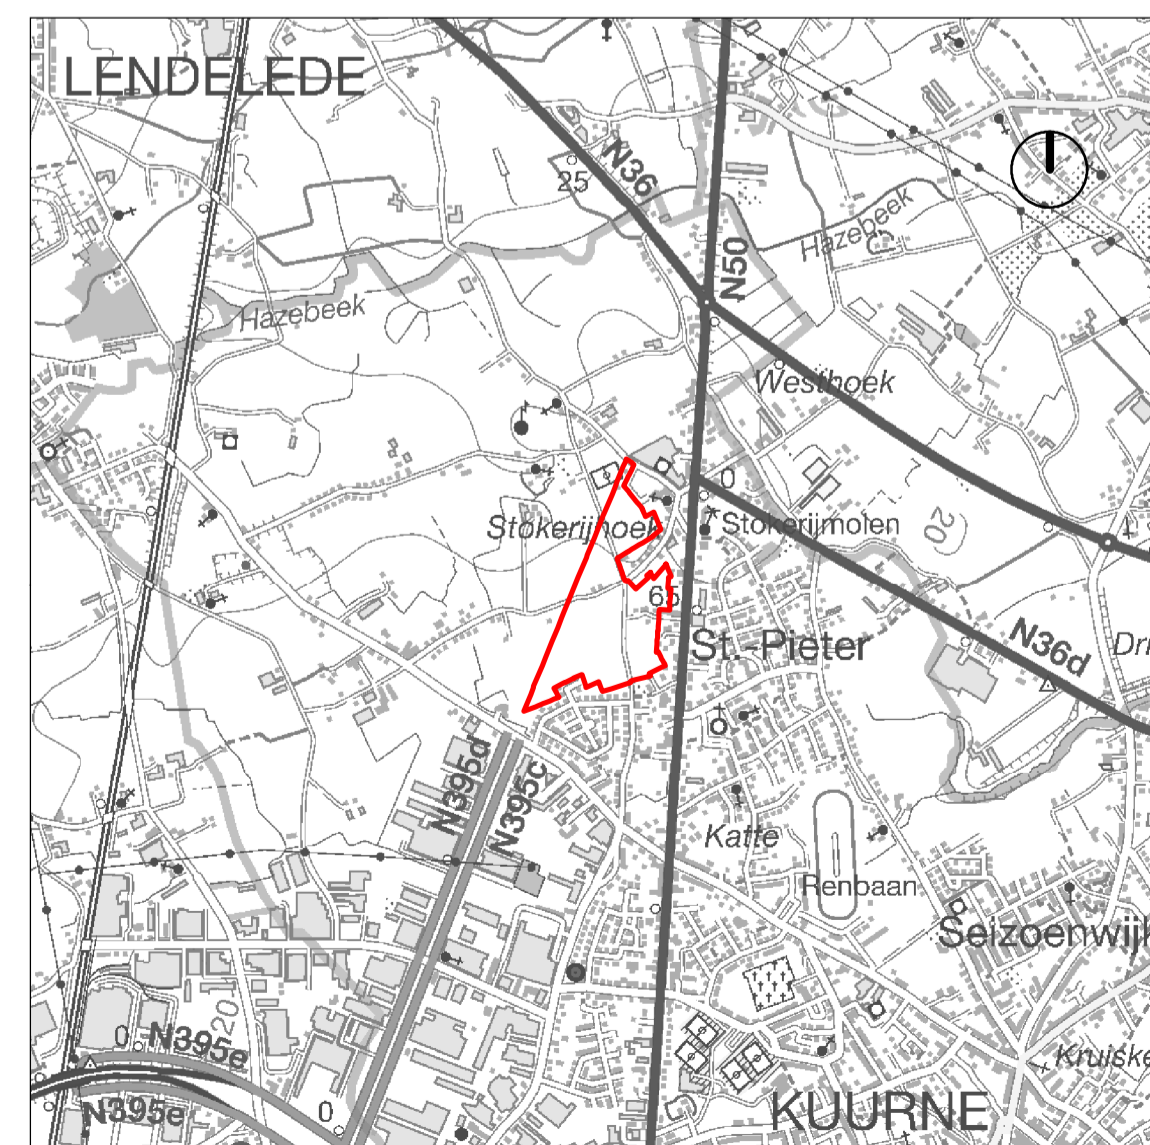 LENDELEDE
N36
25
Hazebeek
N50
Hazebeek
Westhoek
0
Stokerijhoek
Stokerijmolen
20
65
St.-Pieter
N36d
Dri
N395d
N395c
Katte
Renbaan
Seizoenwijk
20
0
N395e
Kruiske
N395e
0
KUURNE